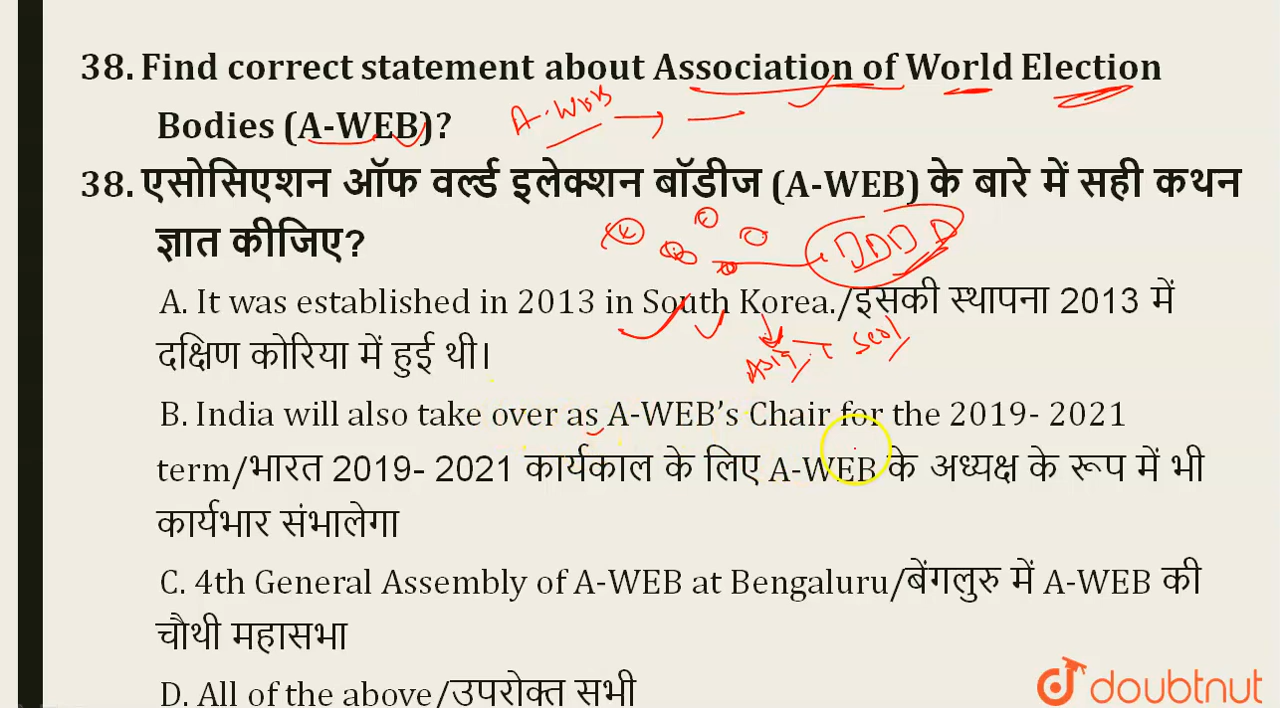 38. Find correct statement about Association of World Election
Bodies (A-WEB)?
A.WEB
38. एसोसिएशन ऑफ वर्ल्ड इलेक्शन बॉडीज (A-WEB) के बारे में सही कथन
ज्ञात कीजिए?
A. It was established in 2013 in South Korea./इसकी स्थापना 2013 में
दक्षिण कोरिया में हुई थी।
B. India will also take over as A-WEB's Chair for the 2019- 2021
term/भारत 2019- 2021 कार्यकाल के लिए A-WEB के अध्यक्ष के रूप में भी
कार्यभार संभालेगा
C. 4th General Assembly of A-WEB at Bengaluru/बेंगलुरु में A-WEB की
चौथी महासभा
D. All of the above/उपरोक्त सभी
doubtnut